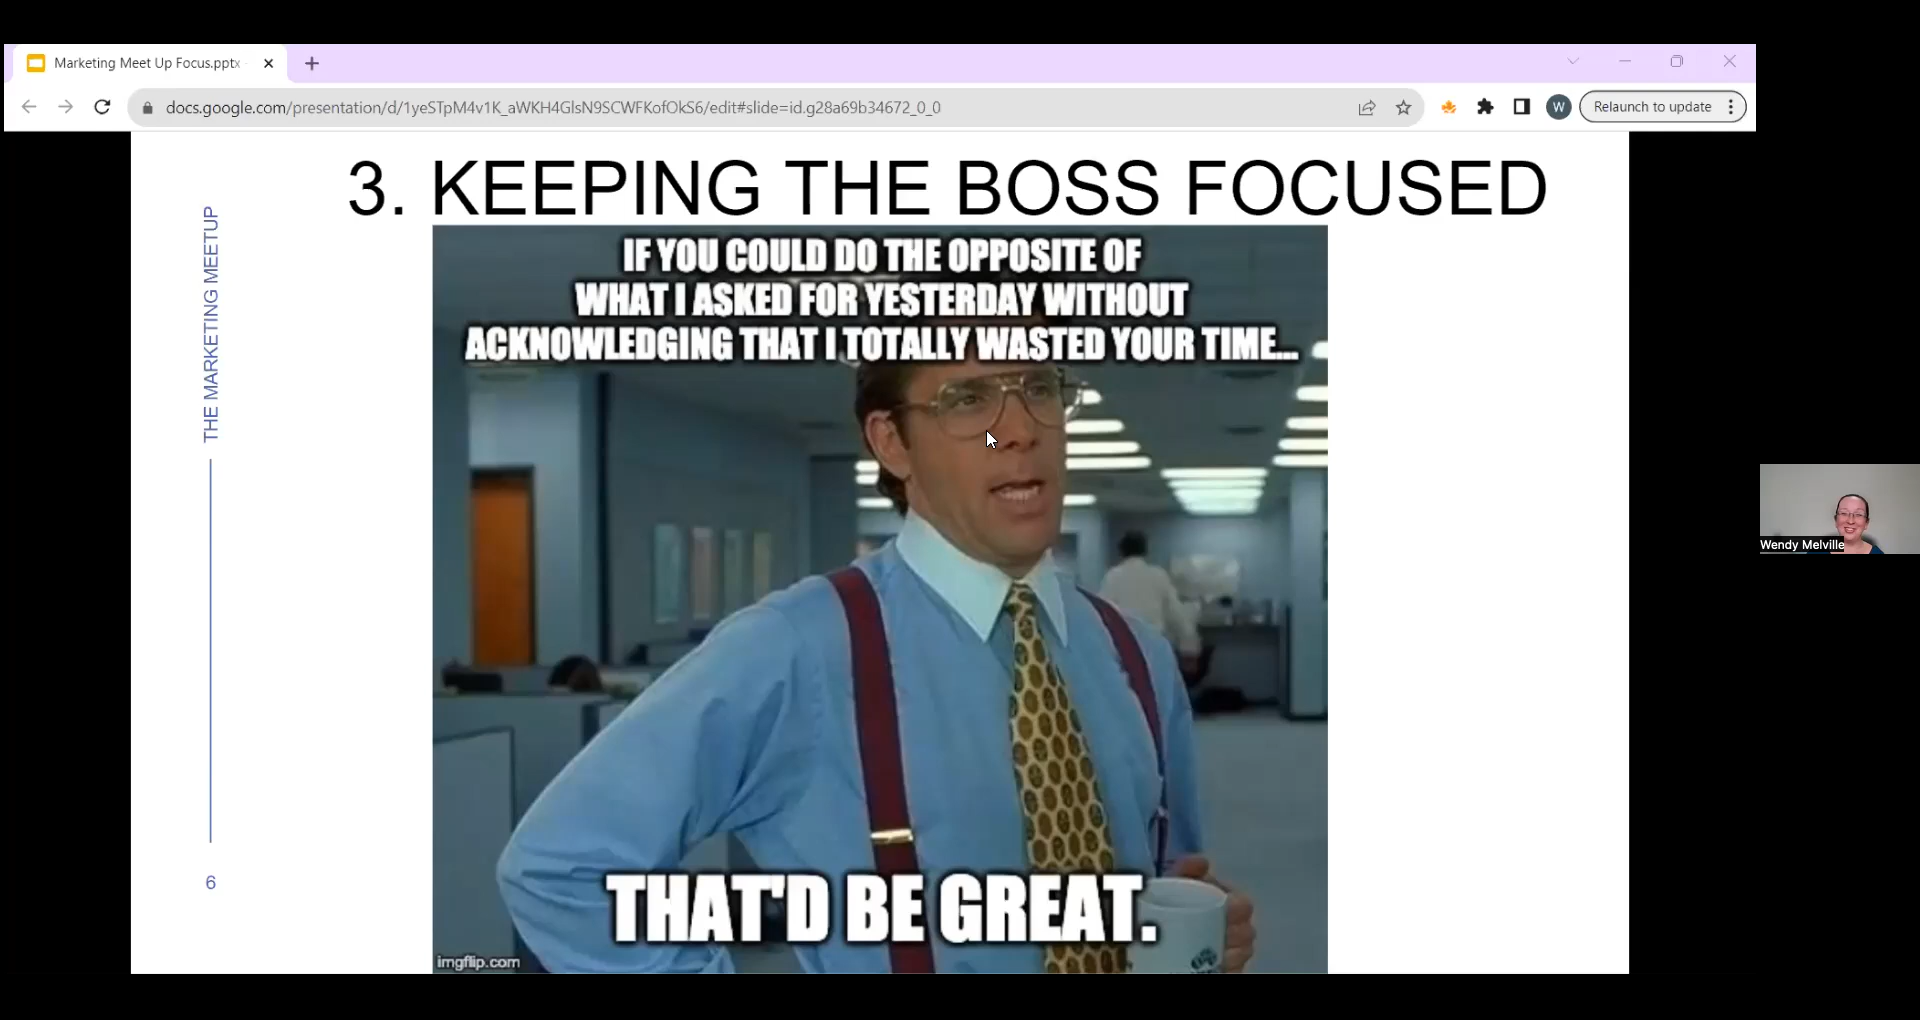 Marketing Meet Up Focus.pptx
docs.google.com/presentation/d/1yeSTpM4v1K_aWKH4GlsN9SCWFKofOkS6/edit#slide=id.g28a69b34672_0_0
W
Relaunch to update
3. KEEPING THE BOSS FOCUSED
THE MARKETING MEETUP
IF YOU COULD DO THE OPPOSITE OF
WHAT I ASKED FOR YESTERDAY WITHOUT
ACKNOWLEDGING THAT I TOTALLY WASTED YOUR TIME...
THAT'D BE GREAT.
imgflip.com
6
Wendy Melville